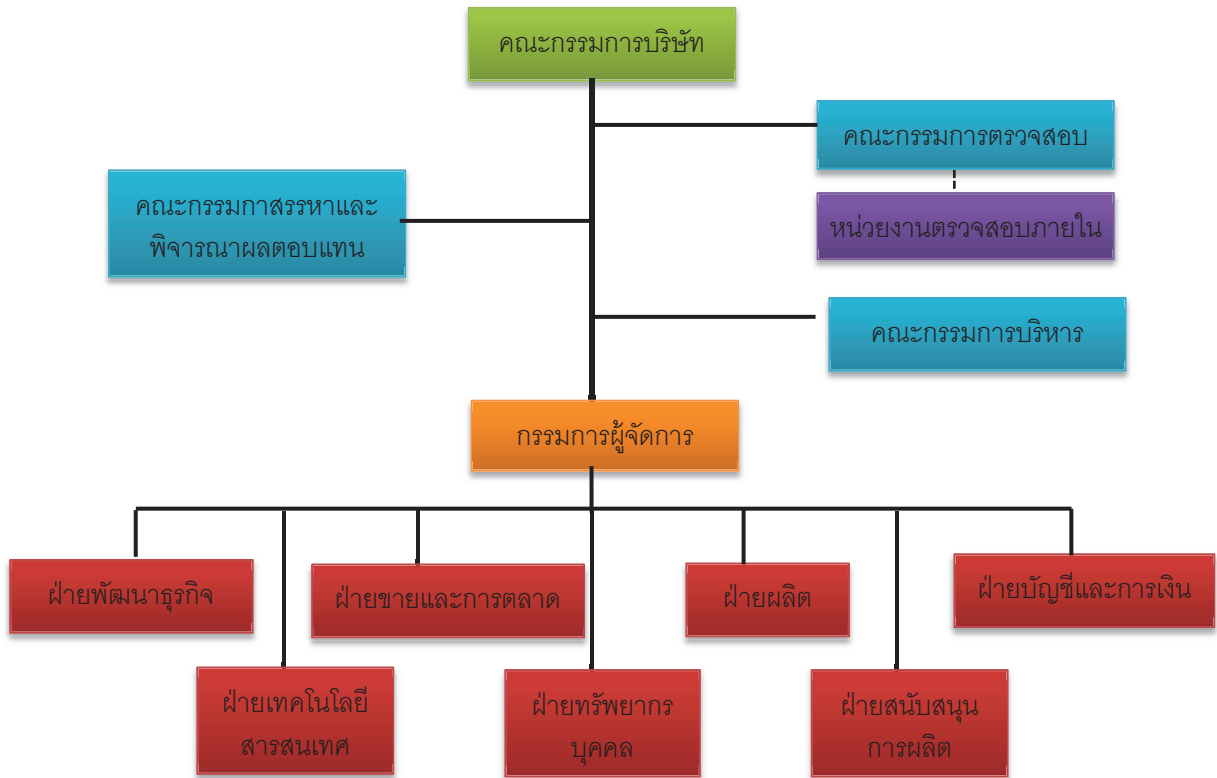 คณะกรรมการบริษัท
คณะกรรมการตรวจสอบ
คณะกรรมกาสรรหาและ
พิจารณาผลตอบแทน
หน่วยงานตรวจสอบภายใน
คณะกรรมการบริหาร
กรรมการผู้จัดการ
ฝ่ายพัฒนาธุรกิจ
ฝ่ายขายและการตลาด
ฝ่ายผลิต
ฝ่ายบัญชีและการเงิน
ฝ่ายเทคโนโลยี
สารสนเทศ
ฝ่ายทรัพยากร
บุคคล
ฝ่ายสนับสนุน
การผลิต